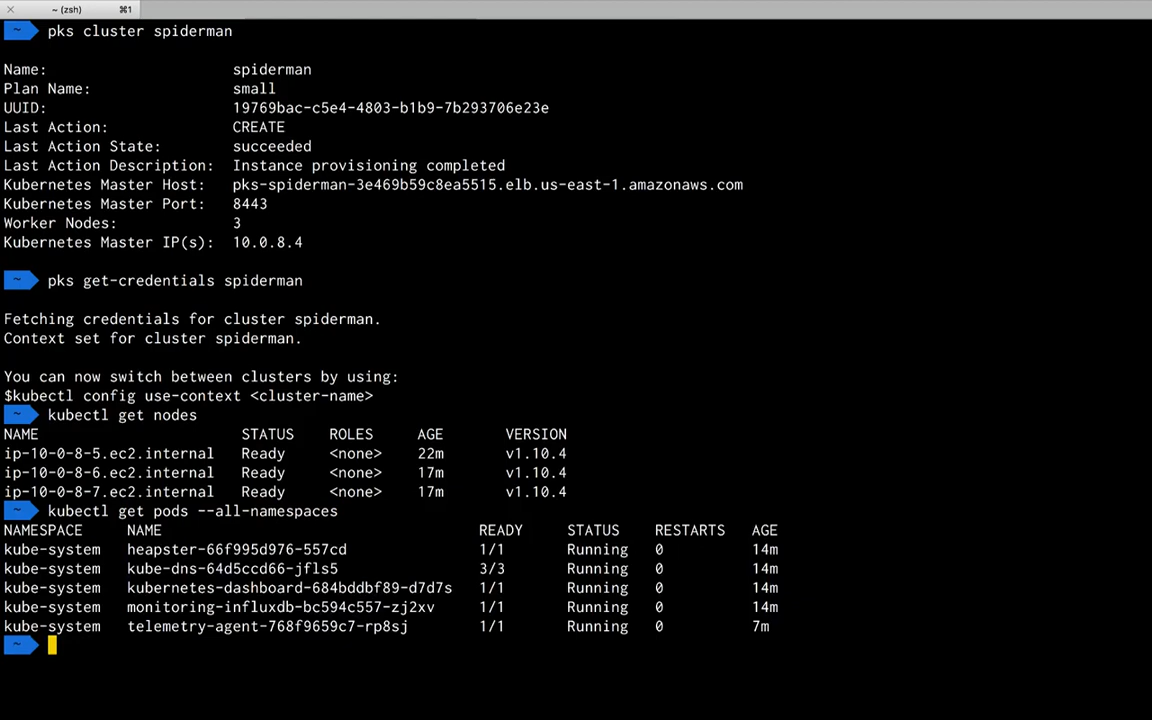 ~ (zsh) ⌘1
~ pks cluster spiderman
Name: spiderman
Plan Name: small
UUID: 19769bac-c5e4-4803-b1b9-7b293706e23e
Last Action: CREATE
Last Action State: succeeded
Last Action Description: Instance provisioning completed
Kubernetes Master Host: pks-spiderman-3e469b59c8ea5515.elb.us-east-1.amazonaws.com
Kubernetes Master Port: 8443
Worker Nodes: 3
Kubernetes Master IP(s): 10.0.8.4
~ pks get-credentials spiderman
Fetching credentials for cluster spiderman.
Context set for cluster spiderman.
You can now switch between clusters by using:
$kubectl config use-context <cluster-name>
~ kubectl get nodes
NAME STATUS ROLES AGE VERSION
ip-10-0-8-5.ec2.internal Ready <none> 22m v1.10.4
ip-10-0-8-6.ec2.internal Ready <none> 17m v1.10.4
ip-10-0-8-7.ec2.internal Ready <none> 17m v1.10.4
~ kubectl get pods --all-namespaces
NAMESPACE NAME READY STATUS RESTARTS AGE
kube-system heapster-66f995d976-557cd 1/1 Running 0 14m
kube-system kube-dns-64d5ccd66-jfls5 3/3 Running 0 14m
kube-system kubernetes-dashboard-684bddbf89-d7d7s 1/1 Running 0 14m
kube-system monitoring-influxdb-bc594c557-zj2xv 1/1 Running 0 14m
kube-system telemetry-agent-768f9659c7-rp8sj 1/1 Running 0 7m
~